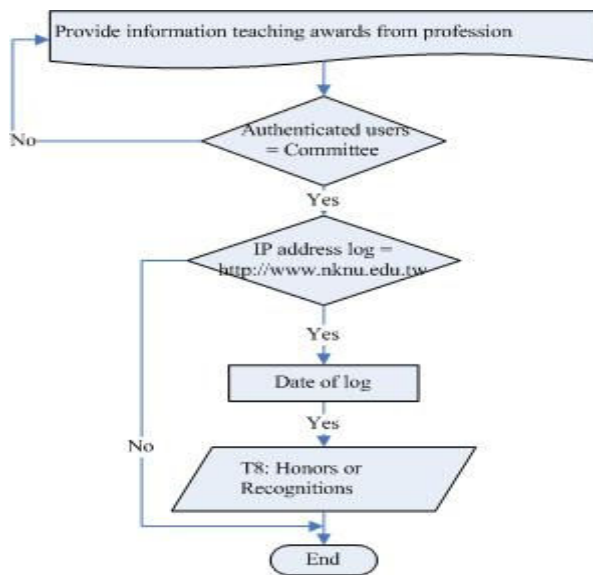 Provide information teaching awards from profession
Authenticated users
= Committee
No
Yes
IP address log =
http://www.nknu.edu.tw
Yes
Date of log
Yes
No
T8: Honors or
Recognitions
End